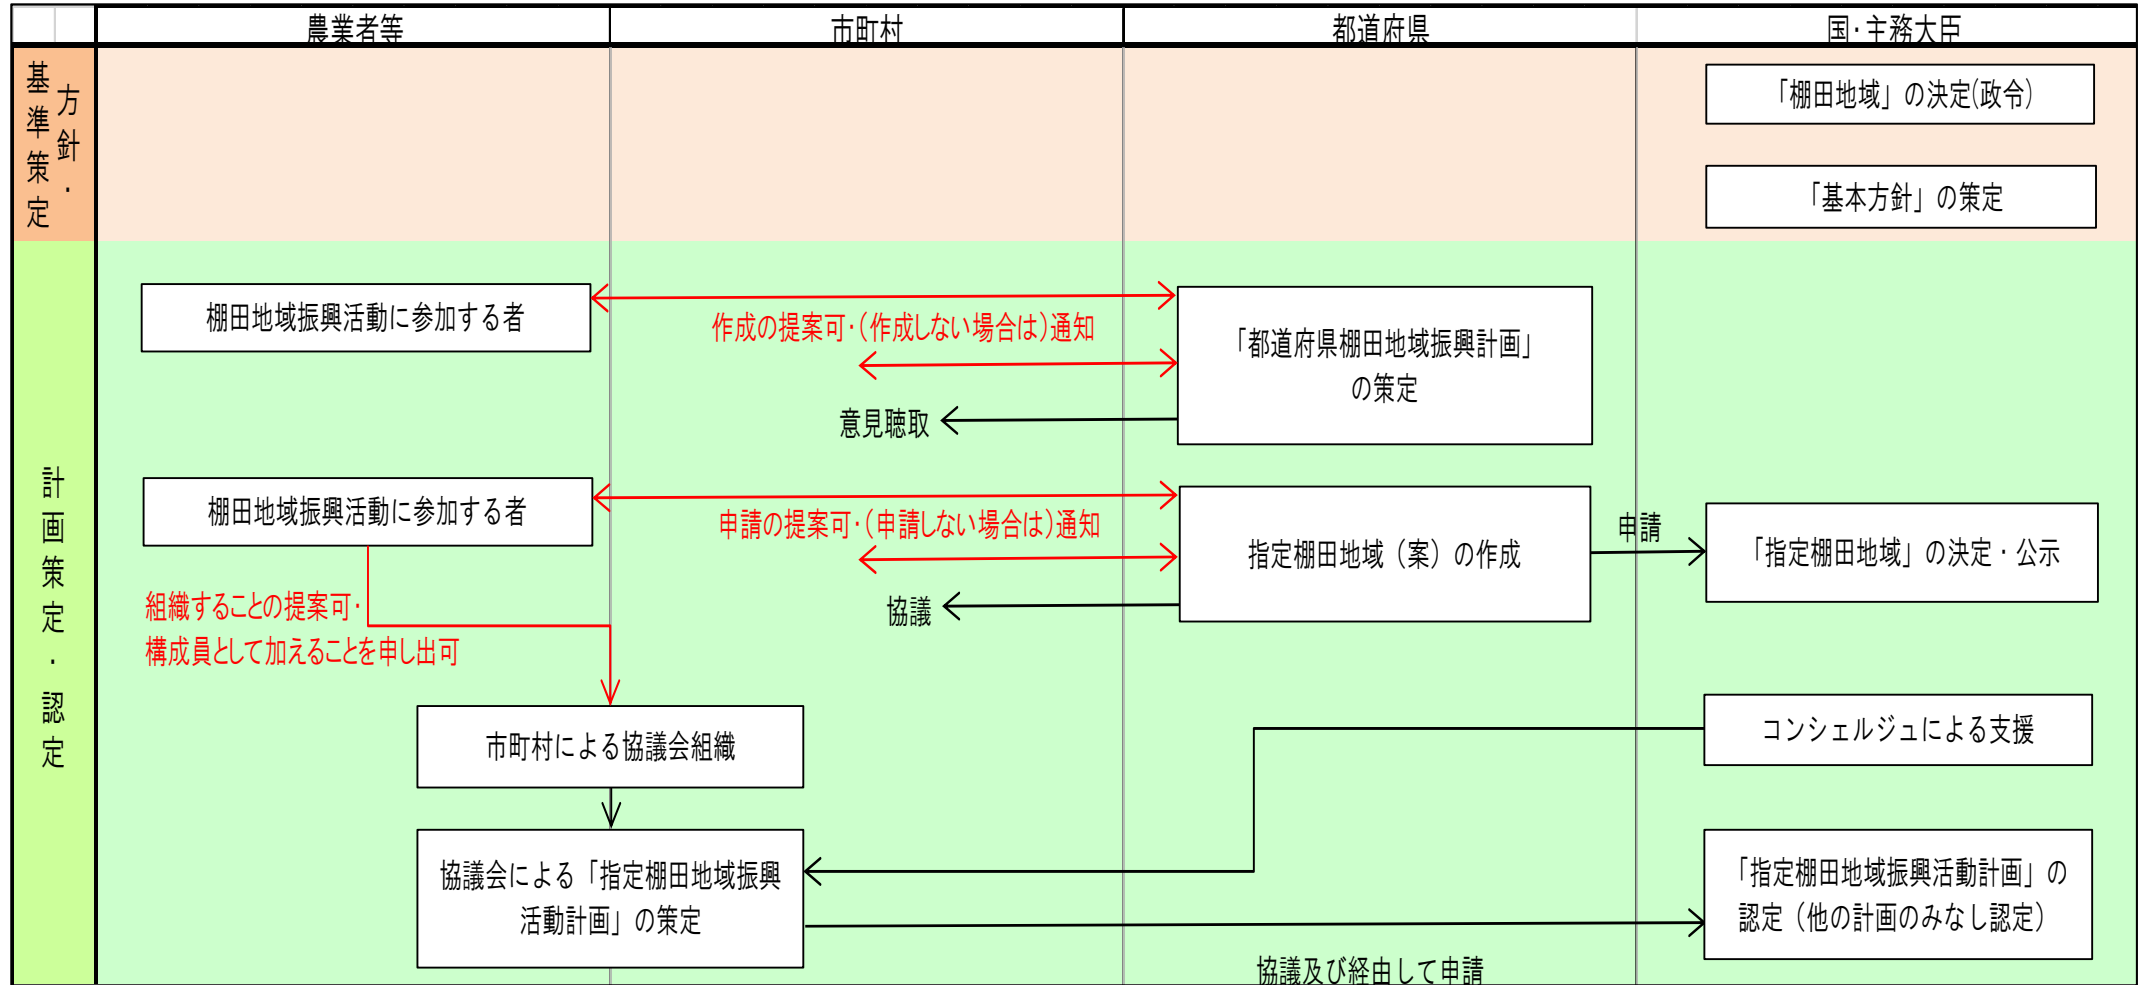 農業者等
市町村
都道府県
国・主務大臣
方針・
基準策定
「棚田地域」の決定(政令)
「基本方針」の策定
計画策定・認定
棚田地域振興活動に参加する者
作成の提案可・(作成しない場合は)通知
「都道府県棚田地域振興計画」
の策定
意見聴取
棚田地域振興活動に参加する者
申請の提案可・(申請しない場合は)通知
指定棚田地域（案）の作成
申請
「指定棚田地域」の決定・公示
協議
組織することの提案可・
構成員として加えることを申し出可
市町村による協議会組織
コンシェルジュによる支援
協議会による「指定棚田地域振興
活動計画」の策定
「指定棚田地域振興活動計画」の
認定（他の計画のみなし認定）
協議及び経由して申請